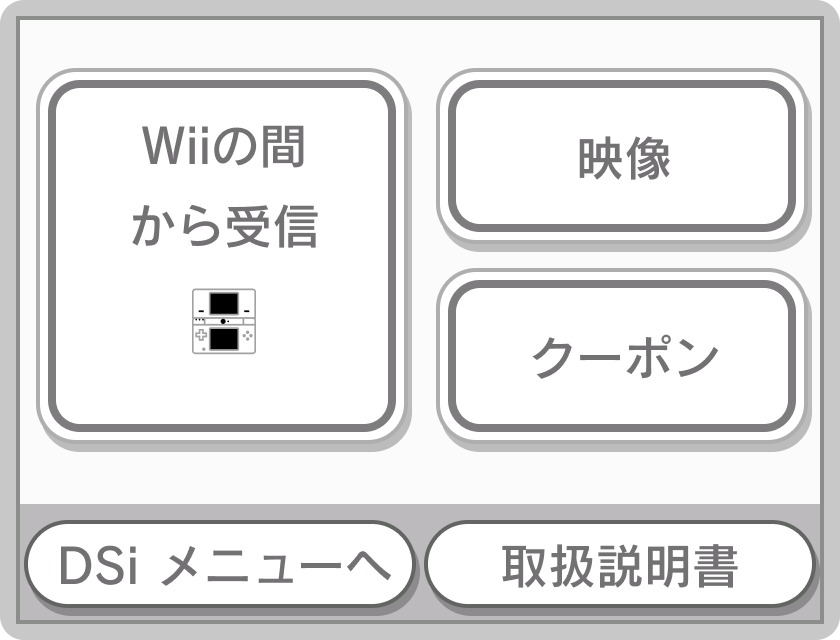 Wiiの間
から受信
映像
クーポン
DSi メニューへ
取扱説明書